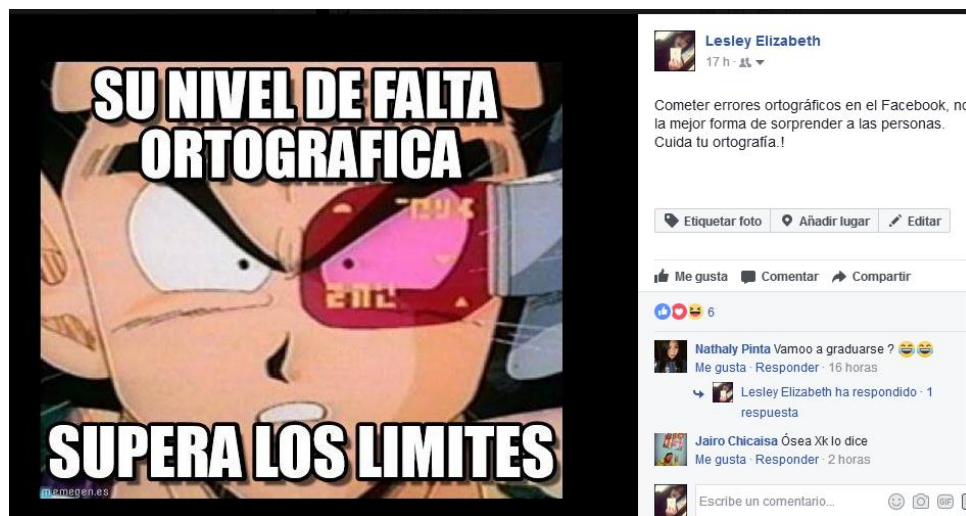 SU NIVEL DE FALTA
ORTOGRAFICA
SUPERA LOS LIMITES
memegen.es
Lesley Elizabeth
17 h
Cometer errores ortográficos en el Facebook, no
la mejor forma de sorprender a las personas.
Cuida tu ortografía.!
Etiquetar foto Añadir lugar Editar
Me gusta Comentar Compartir
6
Nathaly Pinta Vamoo a graduarse ? 😂😂
Me gusta · Responder · 16 horas
Lesley Elizabeth ha respondido · 1
respuesta
Jairo Chicaisa Ósea Xk lo dice
Me gusta · Responder · 2 horas
Escribe un comentario...
GIF